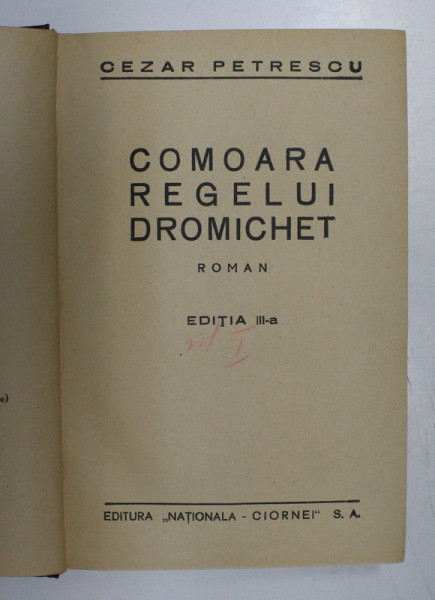 CEZAR PETRESCU
COMOARA
REGELUI
DROMICHET
ROMAN
EDIȚIA III-a
I
e)
EDITURA „NAȚIONALA - CIORNEI" S. A.